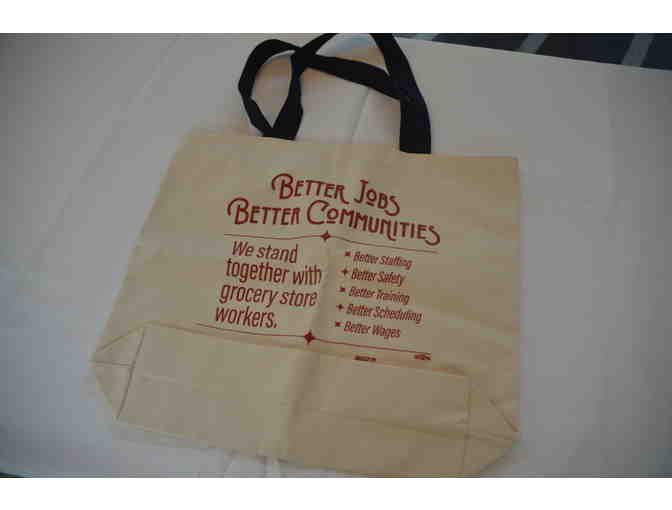 Better Jobs
Better Communities
We stand
together with
grocery store
workers.
Better Staffing
Better Safety
Better Training
Better Scheduling
Better Wages